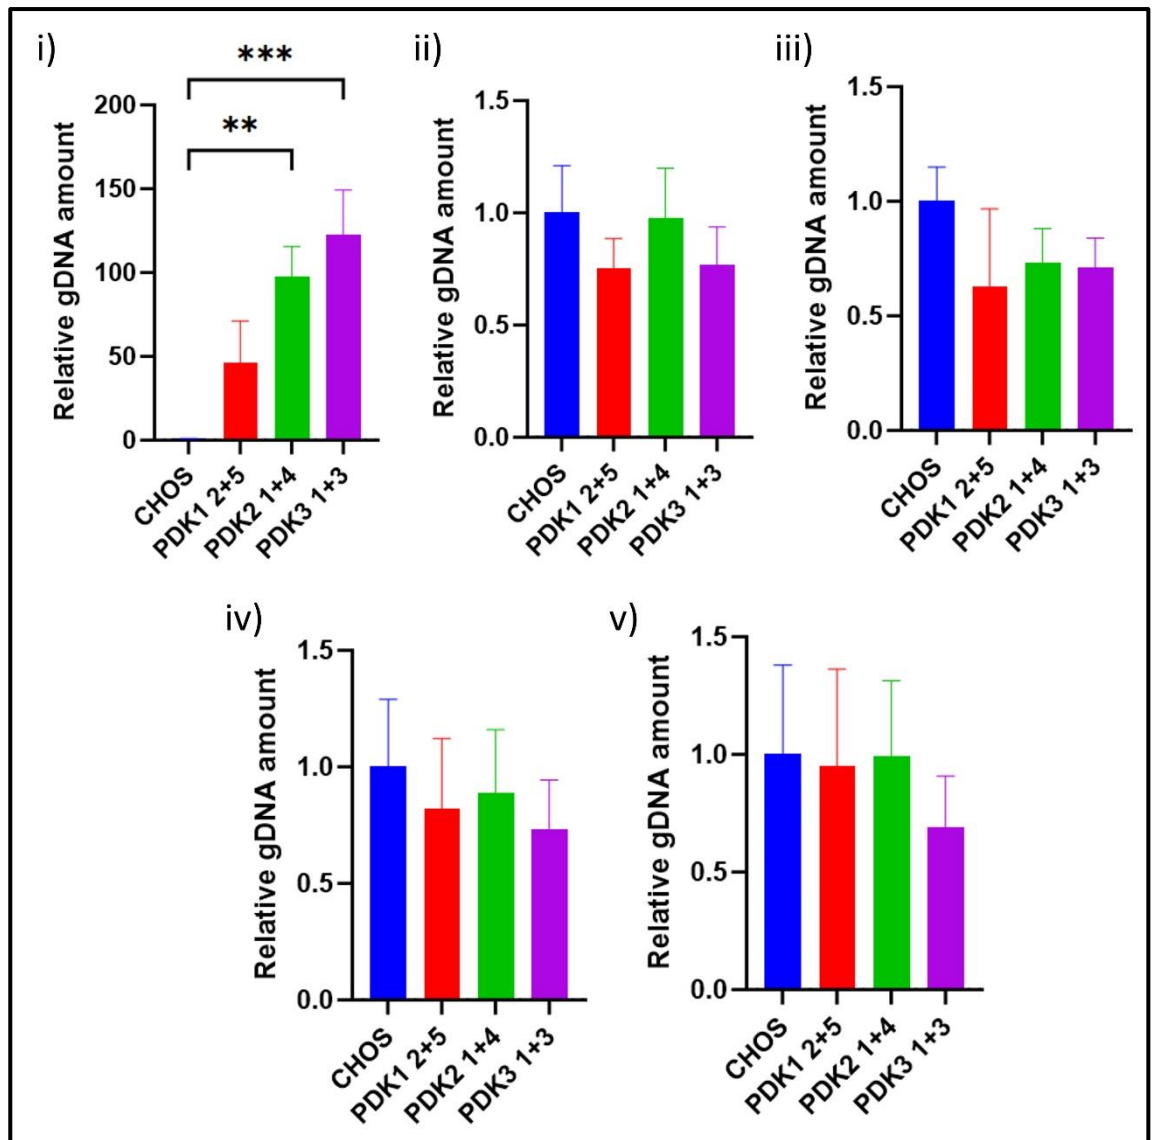 i)
***
**
Relative gDNA amount
200
150
100
50
0
CHOS
PDK1 2+5
PDK2 1+4
PDK3 1+3
ii)
Relative gDNA amount
1.5
1.0
0.5
0.0
CHOS
PDK1 2+5
PDK2 1+4
PDK3 1+3
iii)
Relative gDNA amount
1.5
1.0
0.5
0.0
CHOS
PDK1 2+5
PDK2 1+4
PDK3 1+3
iv)
Relative gDNA amount
1.5
1.0
0.5
0.0
CHOS
PDK1 2+5
PDK2 1+4
PDK3 1+3
v)
Relative gDNA amount
1.5
1.0
0.5
0.0
CHOS
PDK1 2+5
PDK2 1+4
PDK3 1+3